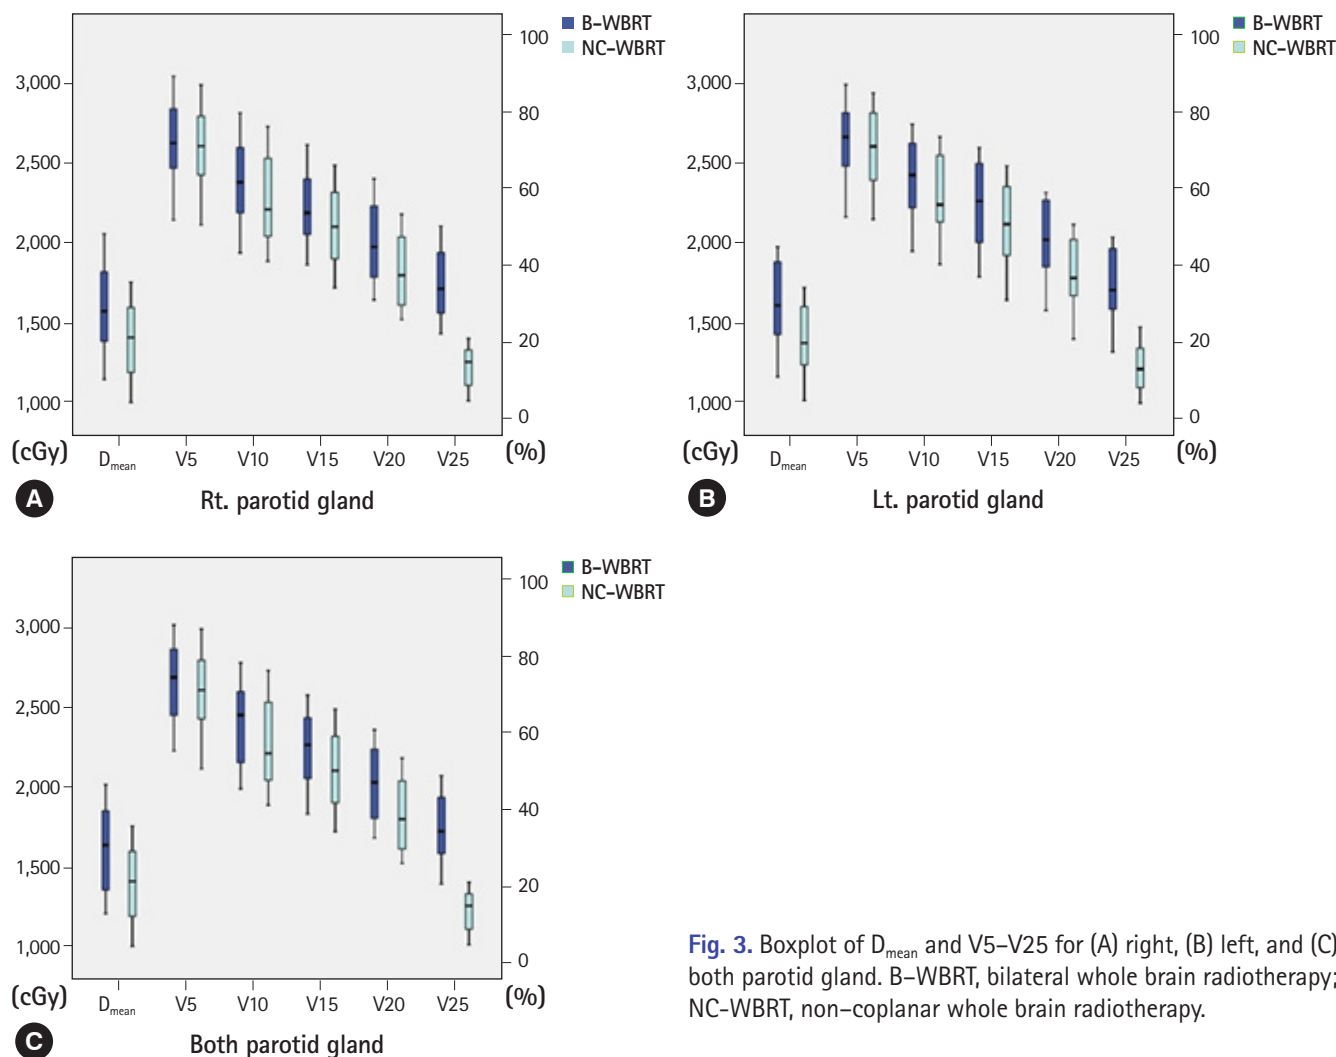 B-WBRT
NC-WBRT
3,000
2,500
2,000
1,500
1,000
100
80
60
40
20
0
(cGy) Dmean V5 V10 V15 V20 V25 (%)
A Rt. parotid gland
B-WBRT
NC-WBRT
3,000
2,500
2,000
1,500
1,000
100
80
60
40
20
0
(cGy) Dmean V5 V10 V15 V20 V25 (%)
B Lt. parotid gland
B-WBRT
NC-WBRT
3,000
2,500
2,000
1,500
1,000
100
80
60
40
20
0
(cGy) Dmean V5 V10 V15 V20 V25 (%)
C Both parotid gland
Fig. 3. Boxplot of Dmean and V5–V25 for (A) right, (B) left, and (C)
both parotid gland. B–WBRT, bilateral whole brain radiotherapy;
NC-WBRT, non–coplanar whole brain radiotherapy.